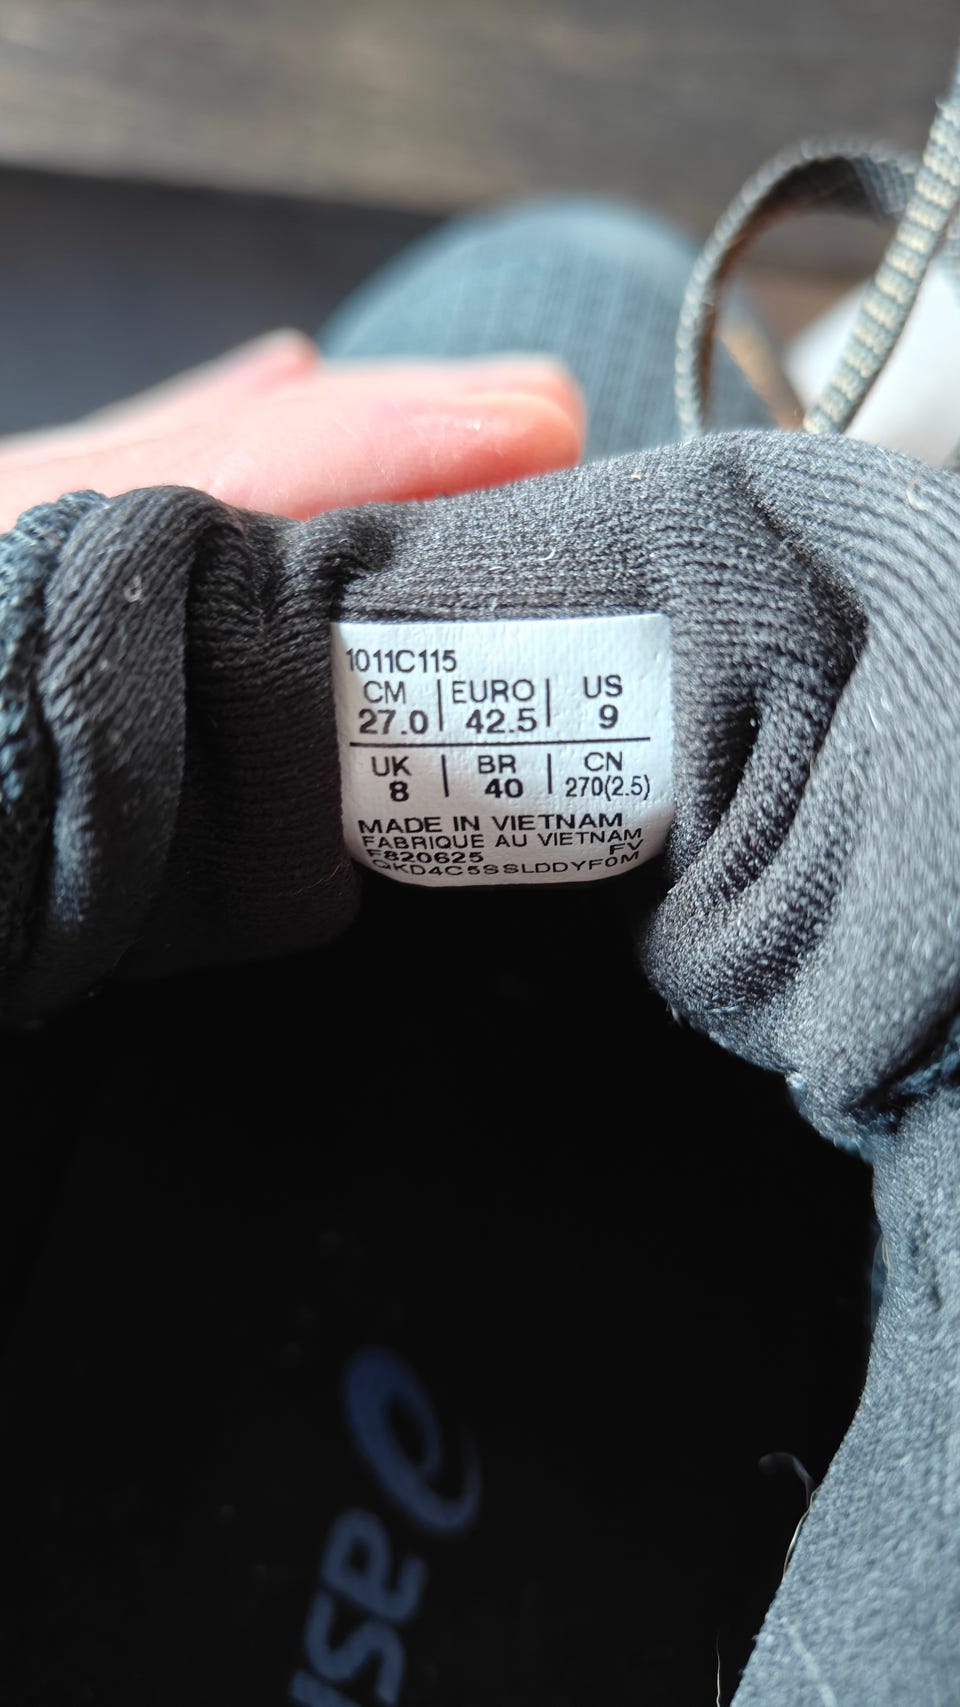 1011C115
CM | EURO | US
27.0 | 42.5 | 9
UK | BR | CN
8 | 40 | 270(2.5)
MADE IN VIETNAM
FABRIQUE AU VIETNAM
F820625 FV
QKD4C5SSLDDYF0M
asi